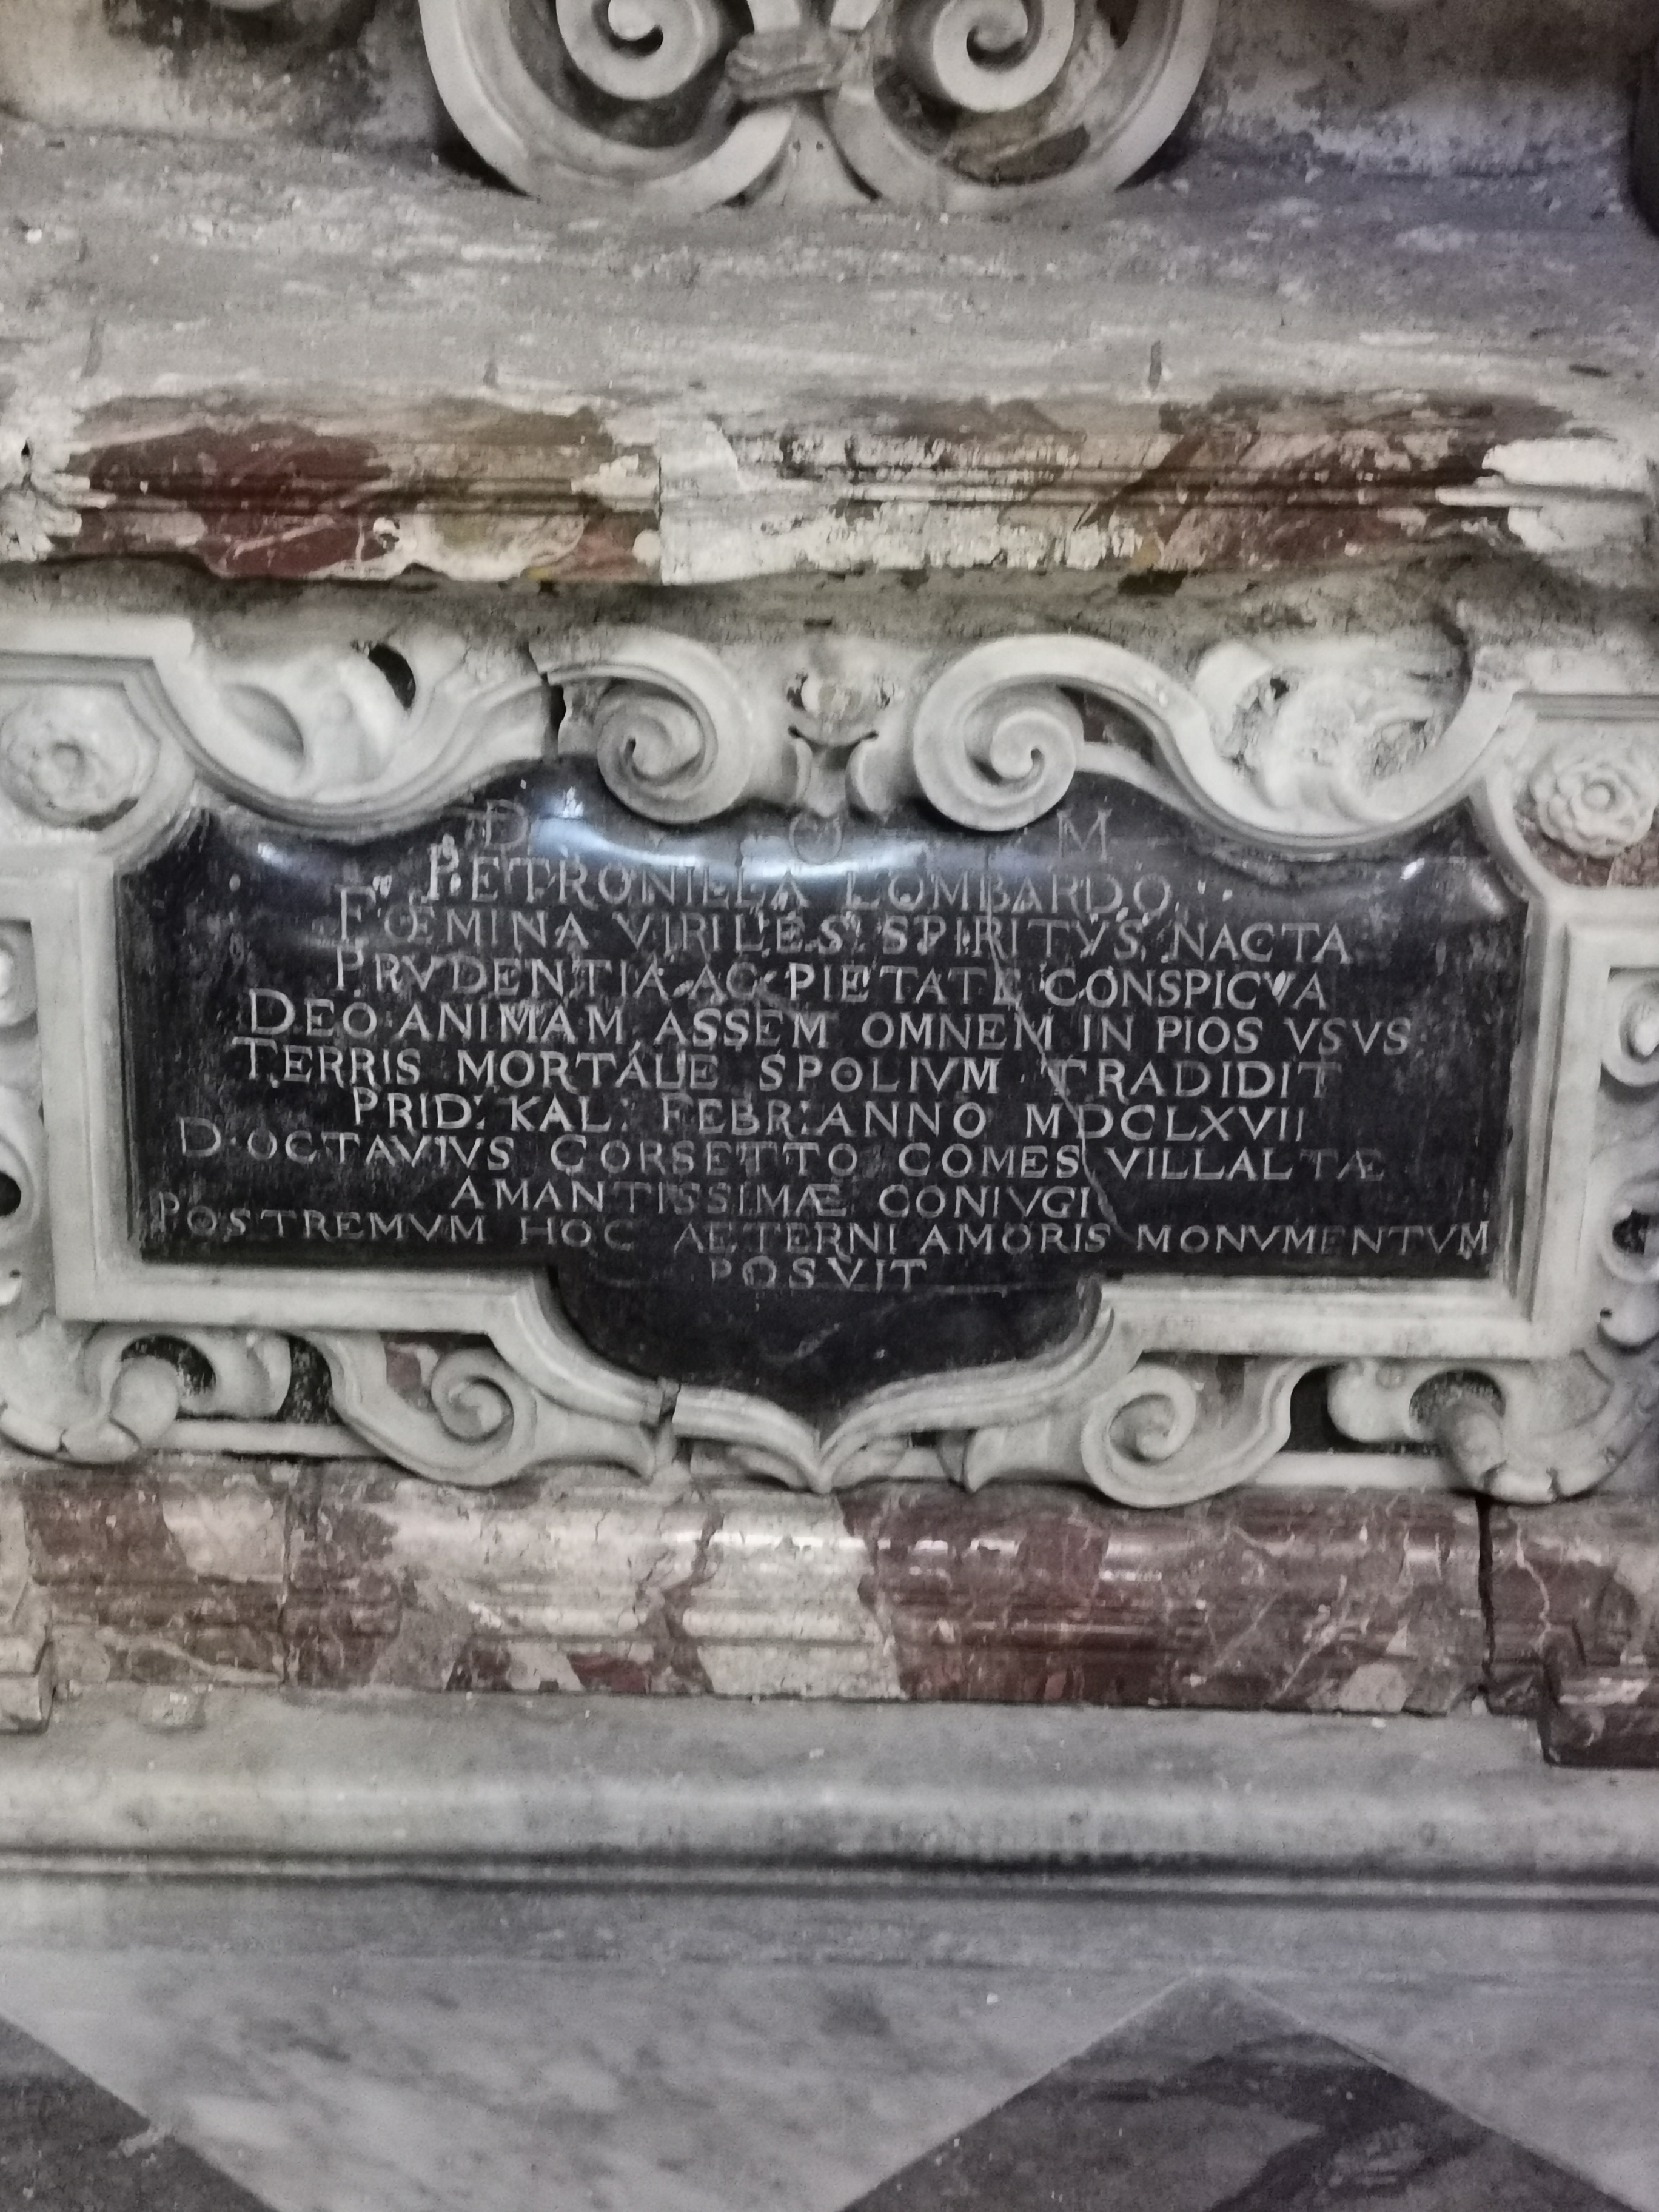 D O M
PETRONILLA LOMBARDO
FŒMINA VIRILES SPIRITVS NACTA
PRVDENTIA AC PIETATE CONSPICVA
DEO ANIMAM, ASSEM OMNEM IN PIOS VSVS
TERRIS MORTALE SPOLIVM TRADIDIT
PRID: KAL: FEBR: ANNO MDCLXVII
D·OCTAVIVS CORSETTO COMES VILLALTÆ
AMANTISSIMÆ CONIVGI
POSTREMVM HOC AETERNI AMORIS MONVMENTVM
POSVIT